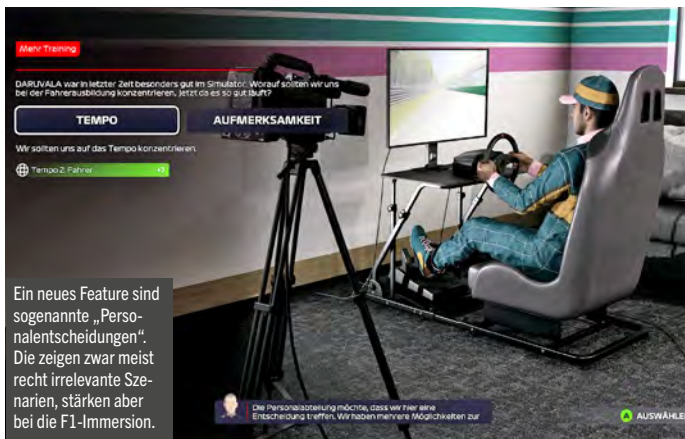 Mehr Training
DARUVALA war in letzter Zeit besonders gut im Simulator. Worauf sollten wir uns
bei der Fahrerausbildung konzentrieren, jetzt da es so gut läuft?
TEMPO
AUFMERKSAMKEIT
Wir sollten uns auf das Tempo konzentrieren.
Tempo 2. Fahrer +3
Ein neues Feature sind
sogenannte „Perso-
nalentscheidungen“.
Die zeigen zwar meist
recht irrelevante Sze-
narien, stärken aber
bei die F1-Immersion.
Die Personalabteilung möchte, dass wir hier eine
Entscheidung treffen. Wir haben mehrere Möglichkeiten zur
A AUSWÄHLE